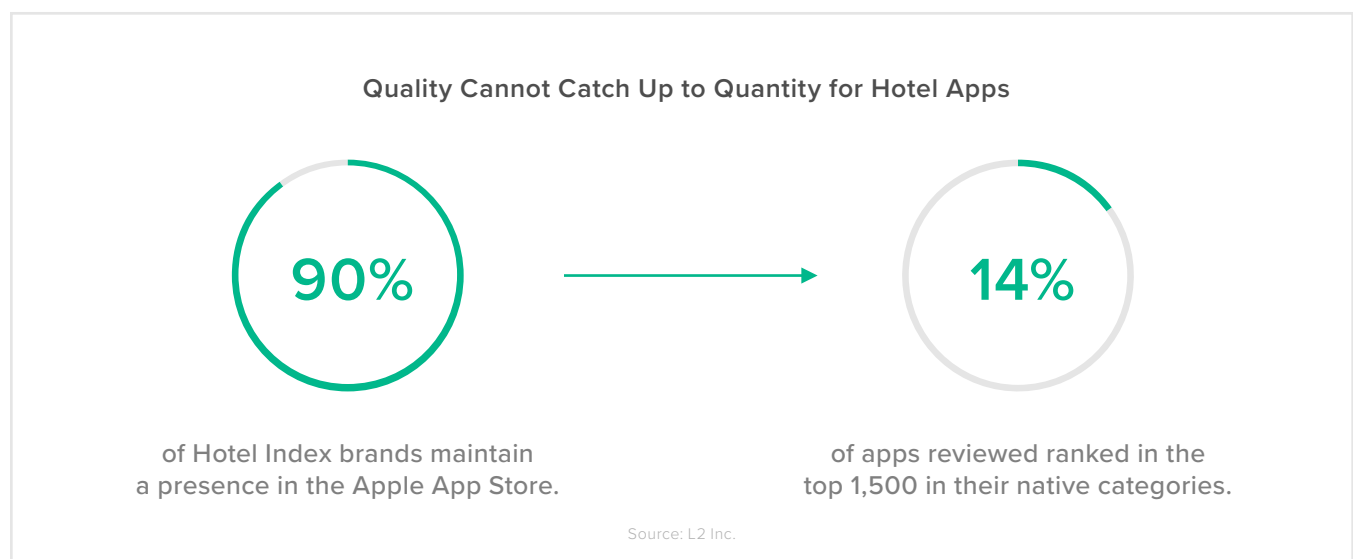 Quality Cannot Catch Up to Quantity for Hotel Apps
90%
of Hotel Index brands maintain
a presence in the Apple App Store.
14%
of apps reviewed ranked in the
top 1,500 in their native categories.
Source: L2 Inc.